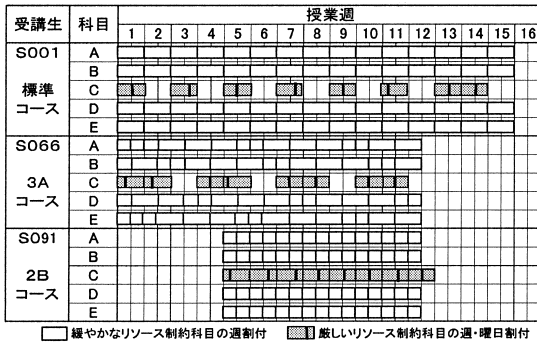 受講生 科目 授業週
1 2 3 4 5 6 7 8 9 10 11 12 13 14 15 16
S001 A
B
標準 C
コース D
E
S066 A
B
3A C
コース D
E
S091 A
B
2B C
コース D
E
緩やかなリソース制約科目の週割付 厳しいリソース制約科目の週・曜日割付